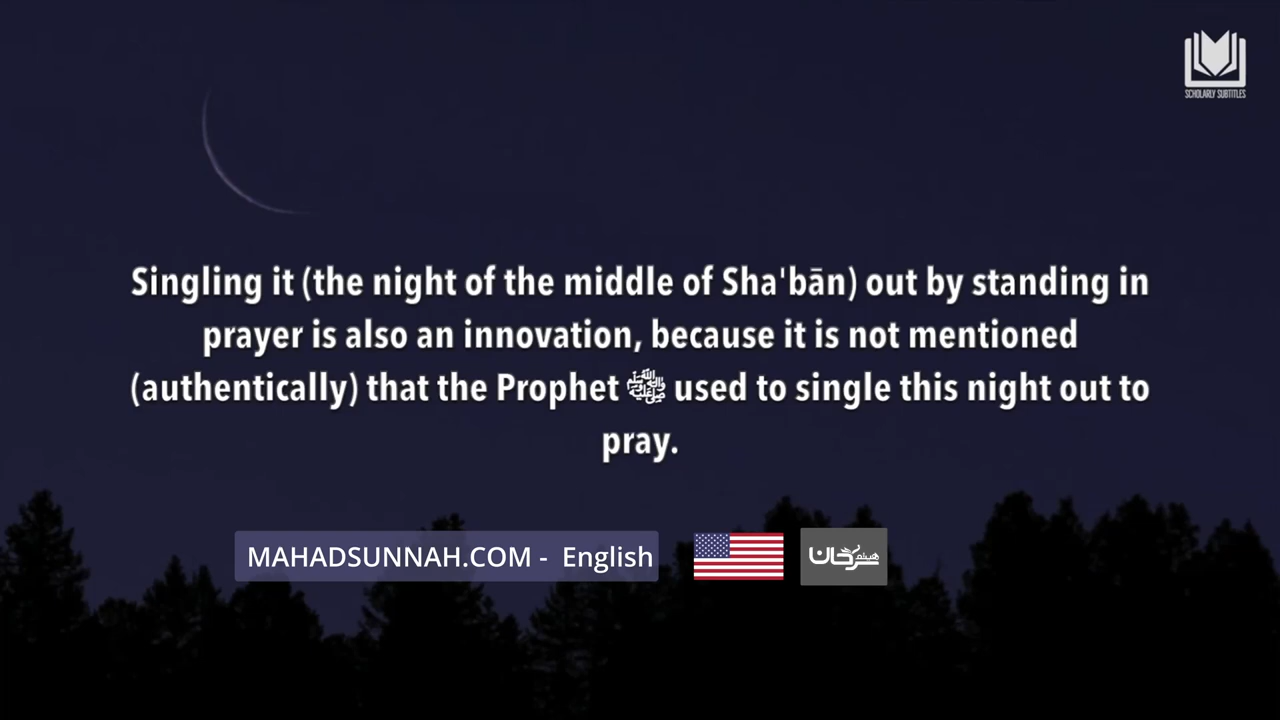 SCHOLARLY SUBTITLES
Singling it (the night of the middle of Sha'bān) out by standing in
prayer is also an innovation, because it is not mentioned
(authentically) that the Prophet ﷺ used to single this night out to
pray.
MAHADSUNNAH.COM - English
هيثم سرحان